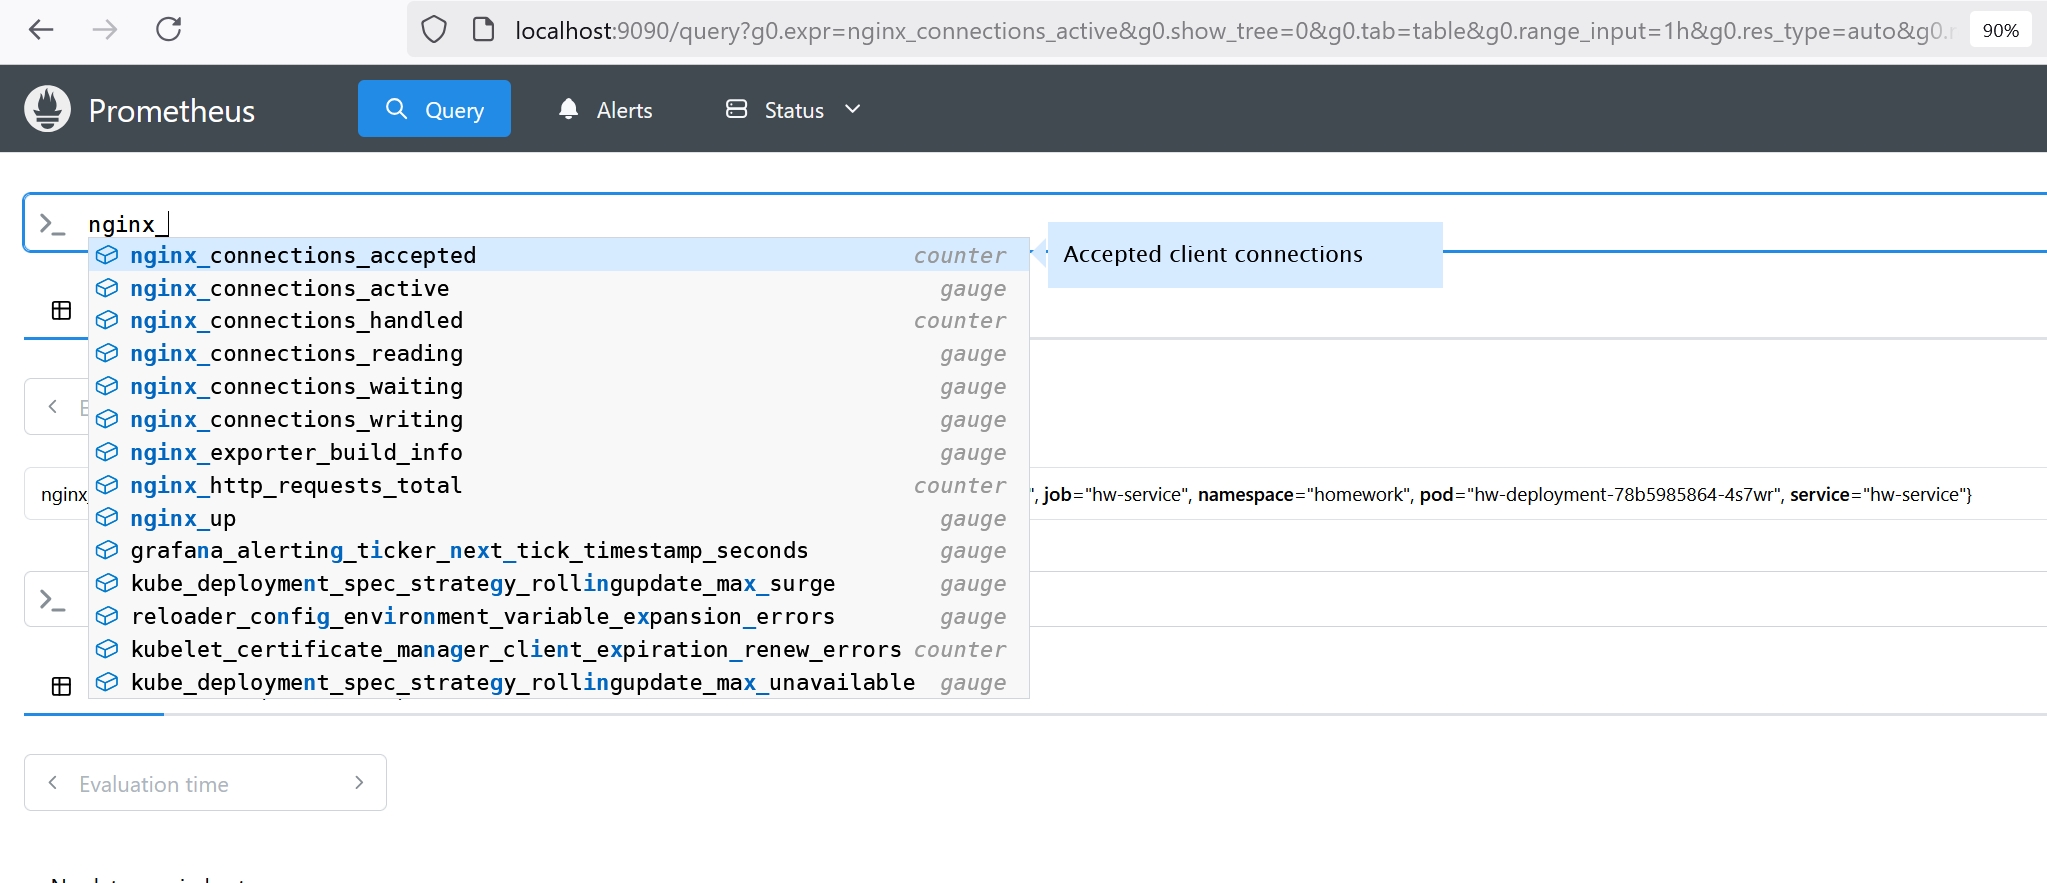 localhost:9090/query?g0.expr=nginx_connections_active&g0.show_tree=0&g0.tab=table&g0.range_input=1h&g0.res_type=auto&g0.r
90%
Prometheus
Query
Alerts
Status
nginx_
Accepted client connections
nginx_connections_accepted counter
nginx_connections_active gauge
nginx_connections_handled counter
nginx_connections_reading gauge
nginx_connections_waiting gauge
nginx_connections_writing gauge
nginx_exporter_build_info gauge
nginx_http_requests_total counter
nginx_up gauge
grafana_alerting_ticker_next_tick_timestamp_seconds gauge
kube_deployment_spec_strategy_rollingupdate_max_surge gauge
reloader_config_environment_variable_expansion_errors gauge
kubelet_certificate_manager_client_expiration_renew_errors counter
kube_deployment_spec_strategy_rollingupdate_max_unavailable gauge
nginx_ ", job="hw-service", namespace="homework", pod="hw-deployment-78b5985864-4s7wr", service="hw-service"}
Evaluation time